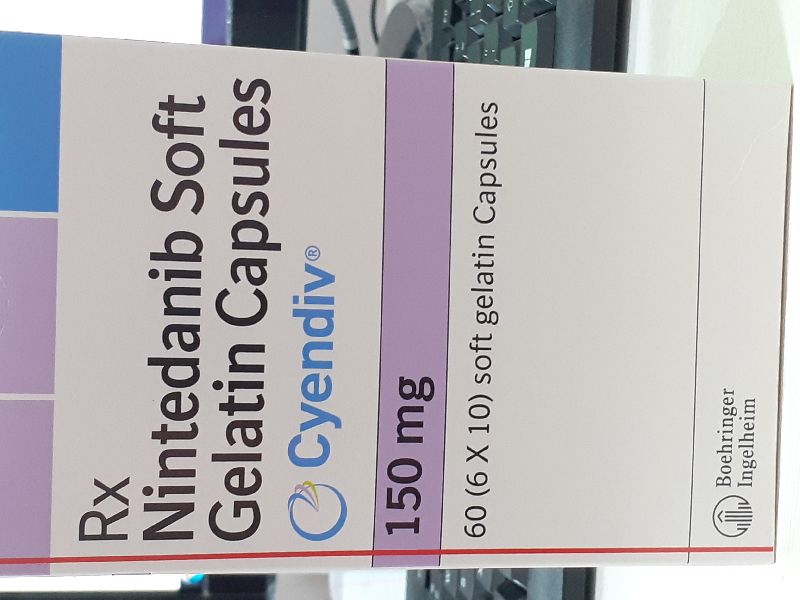 Rx
Nintedanib Soft
Gelatin Capsules
Cyendiv®
150 mg
60 (6 X 10) soft gelatin Capsules
Boehringer
Ingelheim